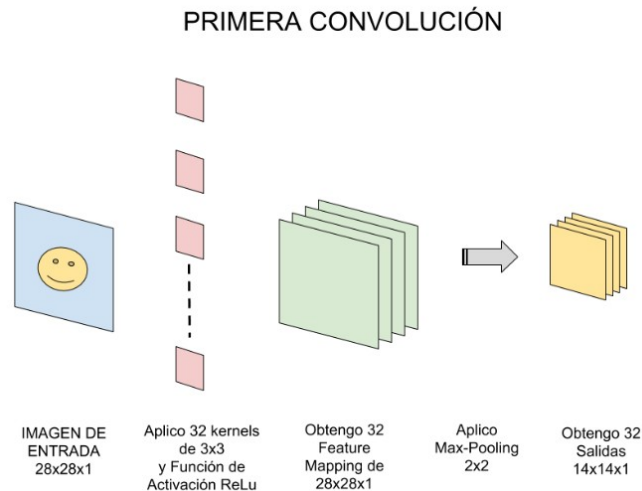 PRIMERA CONVOLUCIÓN
IMAGEN DE
ENTRADA
28x28x1
Aplico 32 kernels
de 3x3
y Función de
Activación ReLu
Obtengo 32
Feature
Mapping de
28x28x1
Aplico
Max-Pooling
2x2
Obtengo 32
Salidas
14x14x1